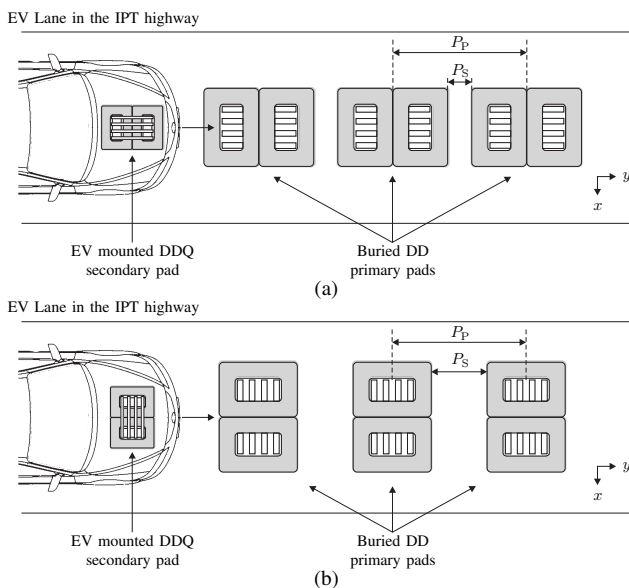 EV Lane in the IPT highway
P_P
P_S
y
x
EV mounted DDQ
secondary pad
Buried DD
primary pads
(a)
EV Lane in the IPT highway
P_P
P_S
y
x
EV mounted DDQ
secondary pad
Buried DD
primary pads
(b)